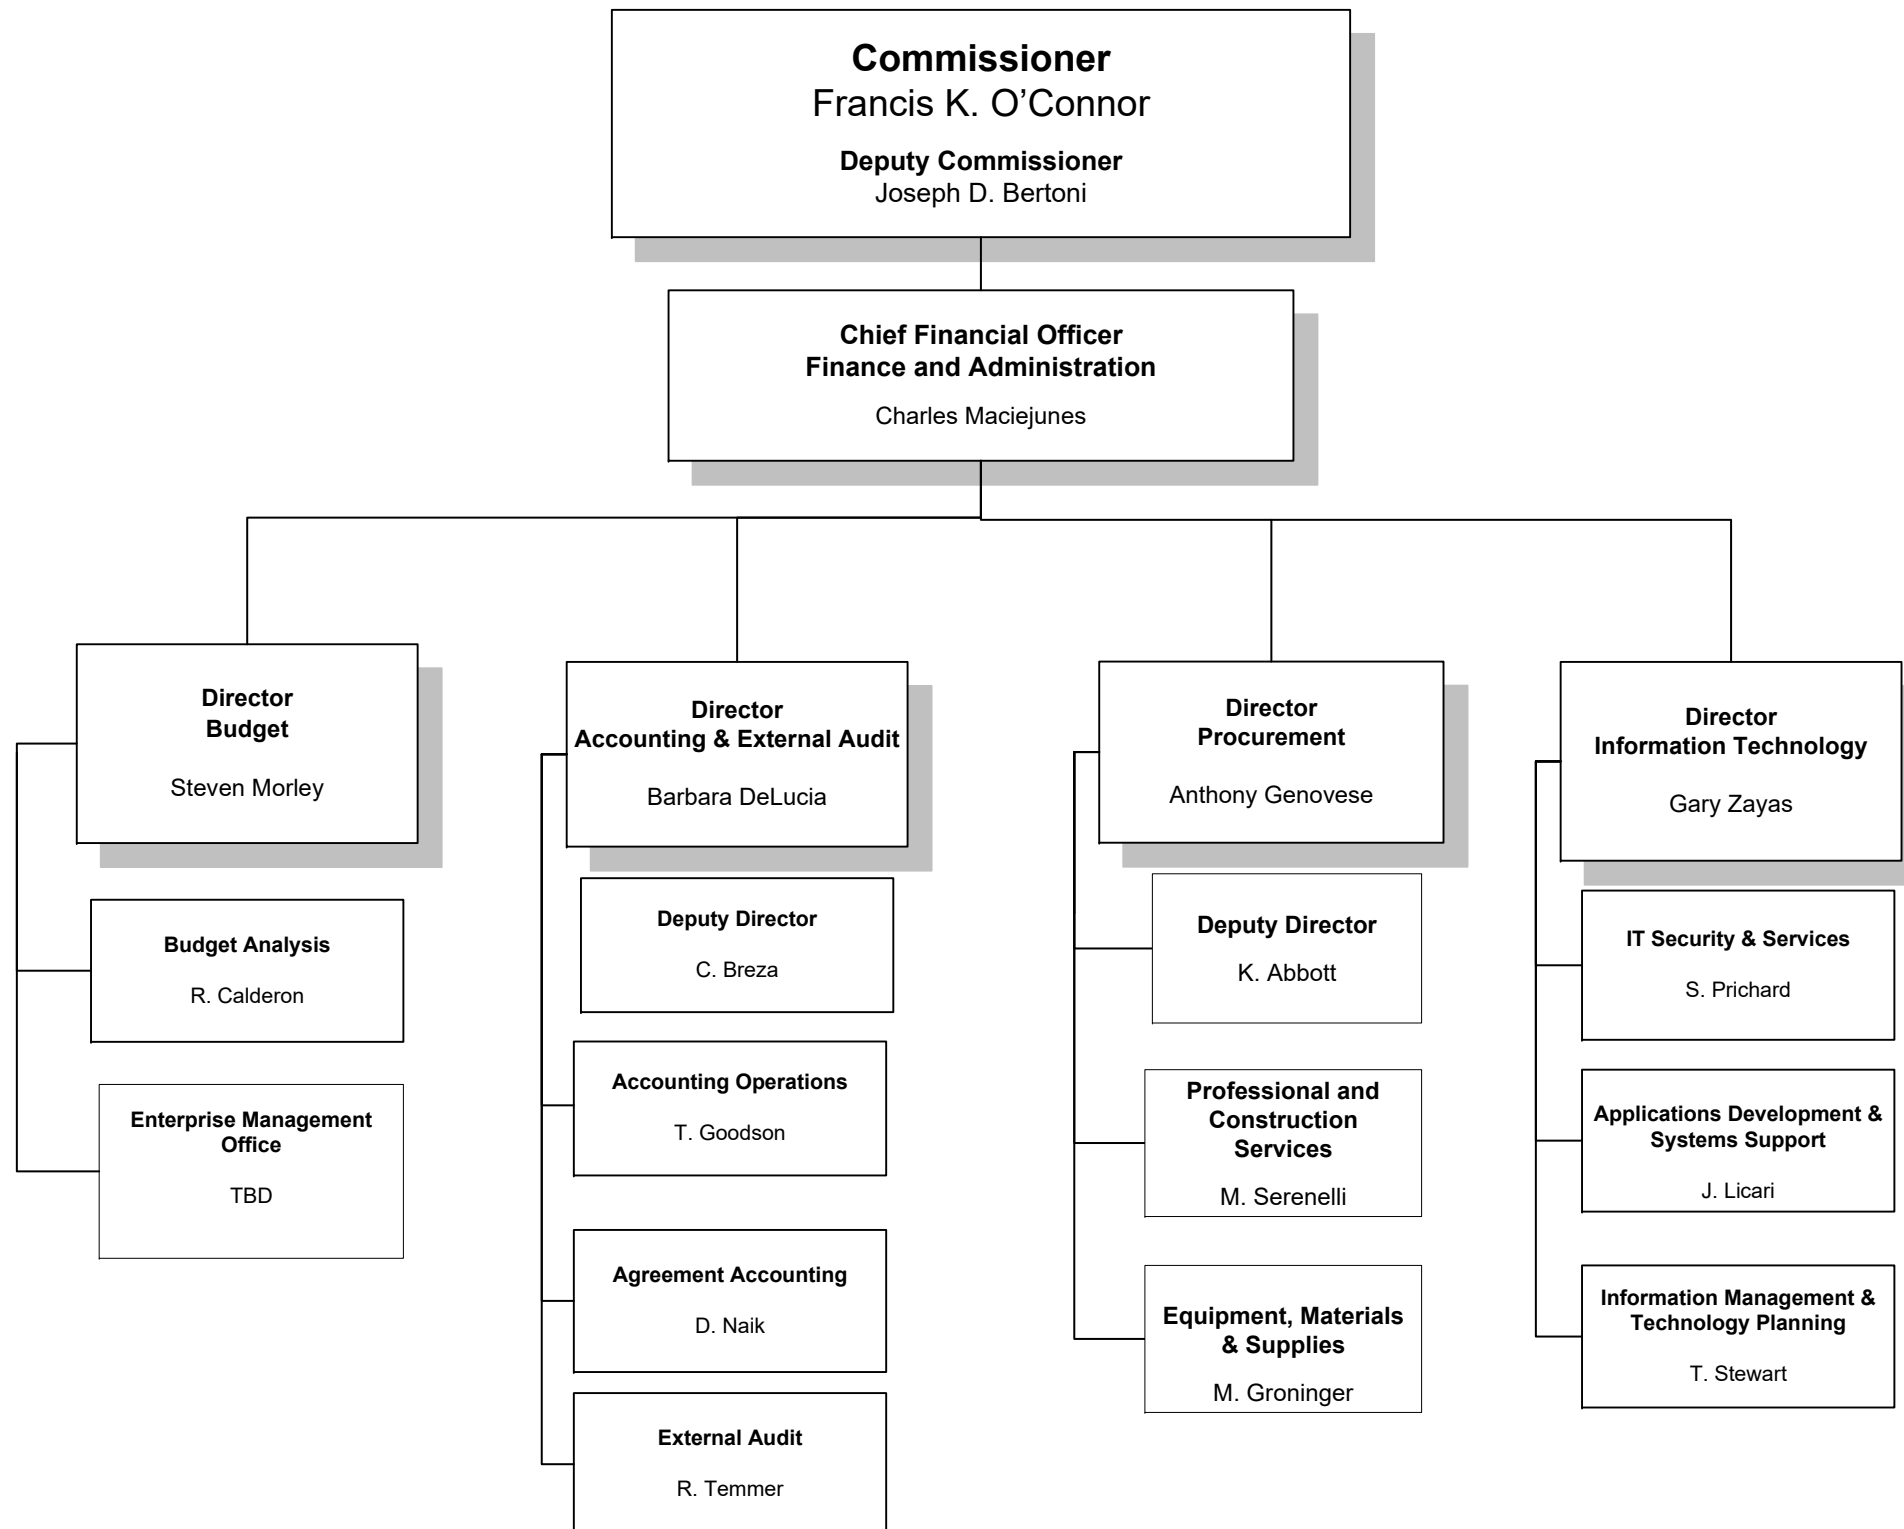 Commissioner
Francis K. O’Connor
Deputy Commissioner
Joseph D. Bertoni
Chief Financial Officer
Finance and Administration
Charles Maciejunes
Director
Budget
Steven Morley
Budget Analysis
R. Calderon
Enterprise Management
Office
TBD
Director
Accounting & External Audit
Barbara DeLucia
Deputy Director
C. Breza
Accounting Operations
T. Goodson
Agreement Accounting
D. Naik
External Audit
R. Temmer
Director
Procurement
Anthony Genovese
Deputy Director
K. Abbott
Professional and
Construction
Services
M. Serenelli
Equipment, Materials
& Supplies
M. Groninger
Director
Information Technology
Gary Zayas
IT Security & Services
S. Prichard
Applications Development &
Systems Support
J. Licari
Information Management &
Technology Planning
T. Stewart